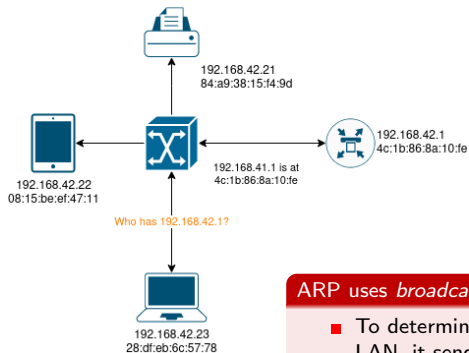 192.168.42.21
84:a9:38:15:f4:9d
192.168.42.1
4c:1b:86:8a:10:fe
192.168.41.1 is at
4c:1b:86:8a:10:fe
192.168.42.22
08:15:be:ef:47:11
Who has 192.168.42.1?
192.168.42.23
28:df:eb:6c:57:78
ARP uses broadca
To determin
LAN, it send